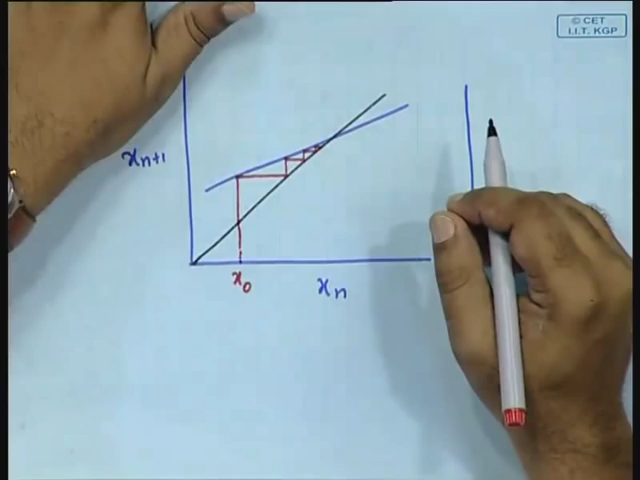 © CET
I.I.T. KGP
xₙ₊₁
x₀
xₙ